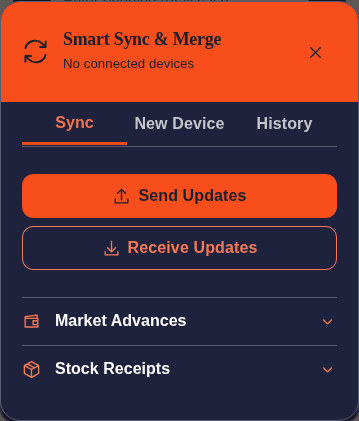 Smart Sync & Merge
No connected devices
Sync
New Device
History
Send Updates
Receive Updates
Market Advances
Stock Receipts